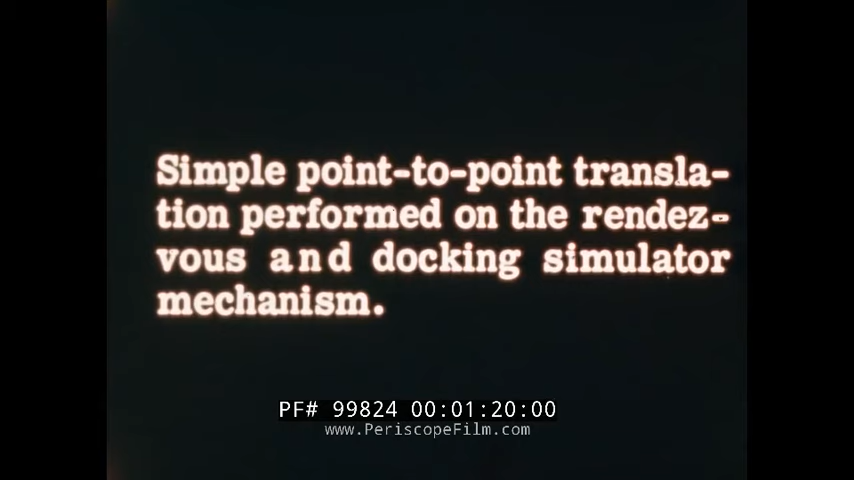 Simple point-to-point transla-
tion performed on the rendez-
vous and docking simulator
mechanism.
PF# 99824 00:01:20:00
www.PeriscopeFilm.com